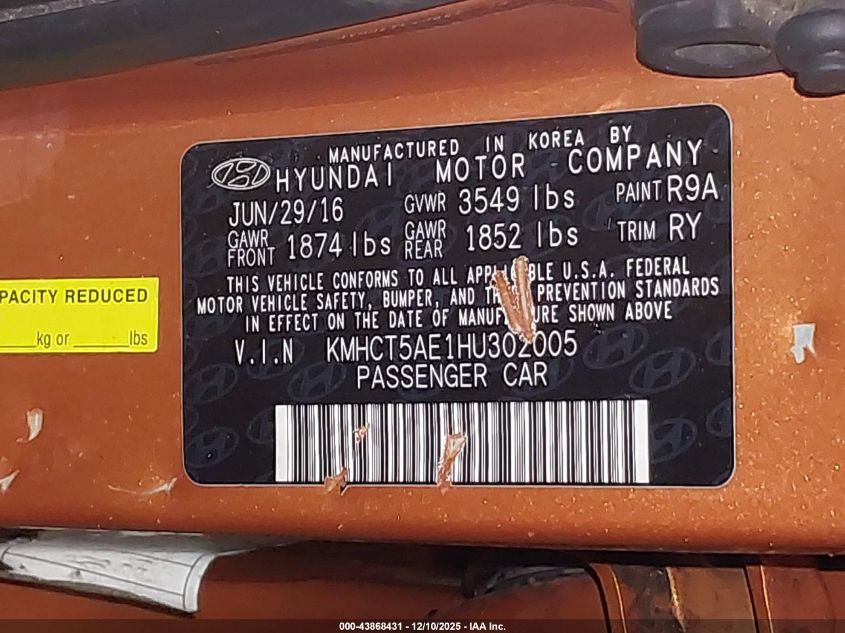 MANUFACTURED IN KOREA BY
HYUNDAI MOTOR COMPANY
JUN/29/16 GVWR 3549 lbs PAINT R9A
GAWR FRONT 1874 lbs GAWR REAR 1852 lbs TRIM RY
THIS VEHICLE CONFORMS TO ALL U.S.A. FEDERAL
MOTOR VEHICLE SAFETY, BUMPER, AND PREVENTION STANDARDS
IN EFFECT ON THE DATE OF SHOWN ABOVE
V.I.N KMHCT5AE1HU302005
PASSENGER CAR
PACITY REDUCED
kg or ______ lbs
000-43868431 - 12/10/2025 - IAA Inc.